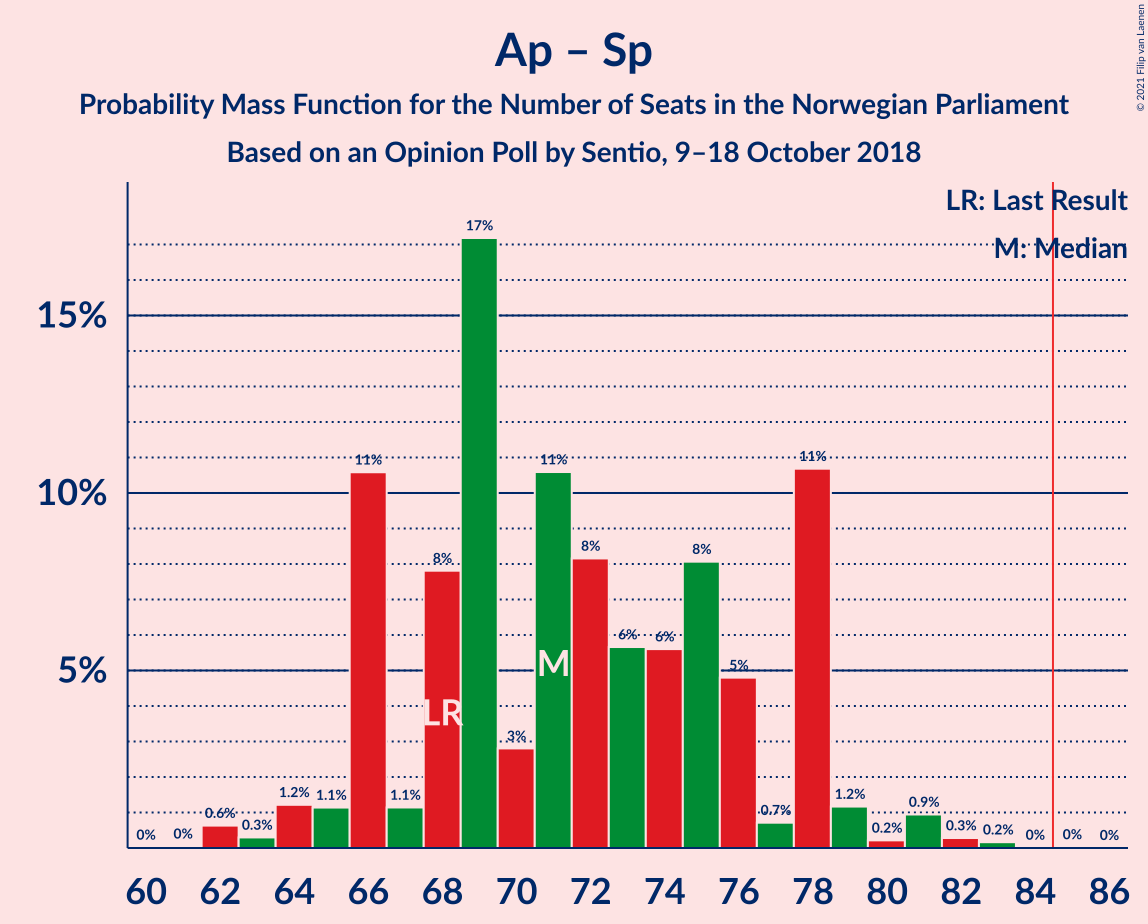 Ap – Sp
Probability Mass Function for the Number of Seats in the Norwegian Parliament
Based on an Opinion Poll by Sentio, 9–18 October 2018
© 2021 Filip van Laenen
LR: Last Result
M: Median
17%
15%
11% 11% 11%
10%
8% 8% 8%
6% 6%
5%
5%
M
LR
3%
1.2% 1.1% 1.1% 0.7% 1.2% 0.9%
0% 0% 0.6% 0.3% 0.2% 0.3% 0.2% 0% 0% 0%
60 62 64 66 68 70 72 74 76 78 80 82 84 86